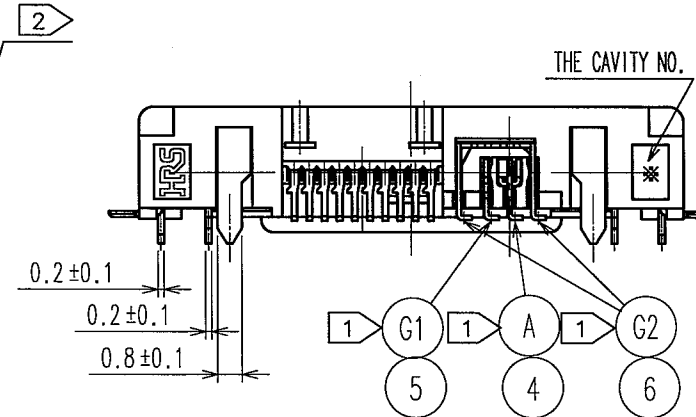 2
THE CAVITY NO.
HRS
※
0.2±0.1
0.2±0.1
0.8±0.1
1 G1 1 A 1 G2
5 4 6